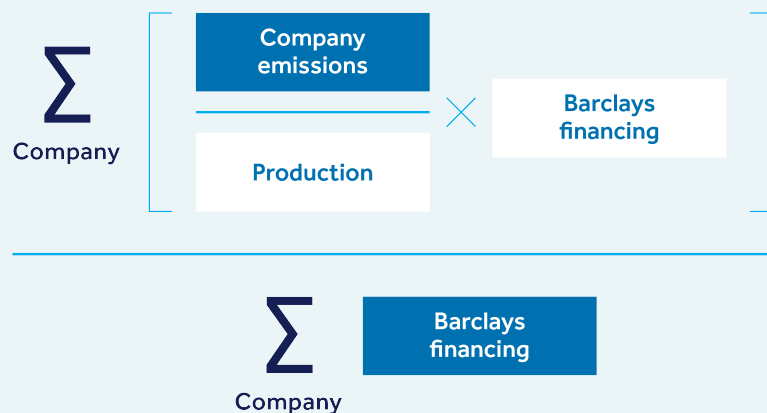 Company
emissions
Σ
Barclays
financing
Company
Production
Σ
Barclays
financing
Company